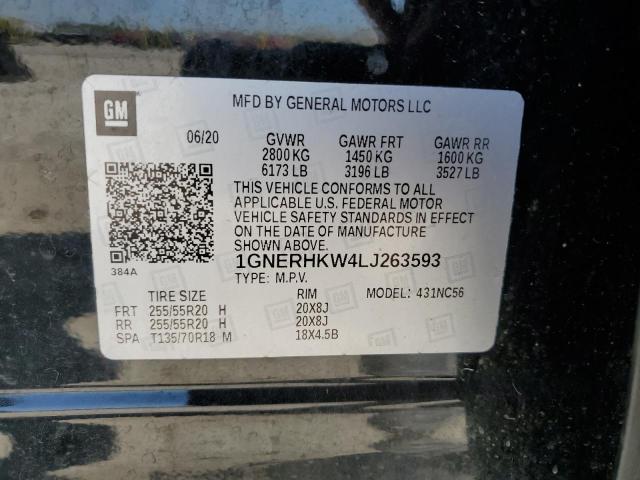 GM
MFD BY GENERAL MOTORS LLC
06/20 GVWR GAWR FRT GAWR RR
2800 KG 1450 KG 1600 KG
6173 LB 3196 LB 3527 LB
THIS VEHICLE CONFORMS TO ALL
APPLICABLE U.S. FEDERAL MOTOR
VEHICLE SAFETY STANDARDS IN EFFECT
ON THE DATE OF MANUFACTURE
SHOWN ABOVE.
384A
1GNERHKW4LJ263593
TYPE: M.P.V.
TIRE SIZE RIM MODEL: 431NC56
FRT 255/55R20 H 20X8J
RR 255/55R20 H 20X8J
SPA T135/70R18 M 18X4.5B